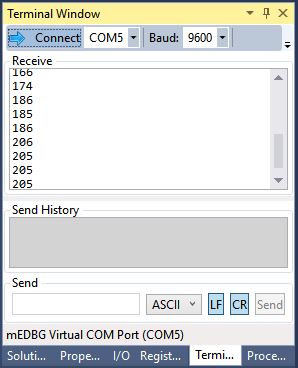 Terminal Window
Connect COM5 Baud: 9600
Receive
166
174
186
185
186
206
205
205
205
Send History
Send
ASCII LF CR Send
mEDBG Virtual COM Port (COM5)
Soluti... Prope... I/O Regist... Termi... Proce...